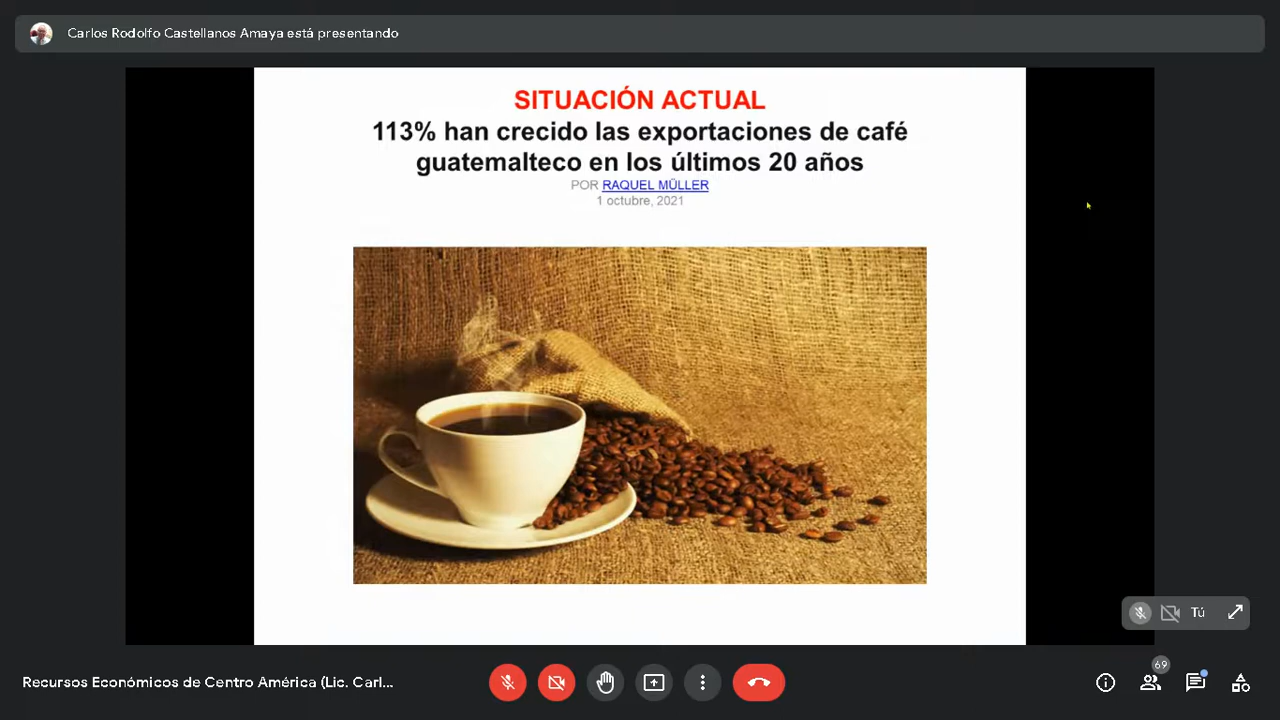 Carlos Rodolfo Castellanos Amaya está presentando
SITUACIÓN ACTUAL
113% han crecido las exportaciones de café
guatemalteco en los últimos 20 años
POR RAQUEL MÜLLER
1 octubre, 2021
Tú
69
Recursos Económicos de Centro América (Lic. Carl...